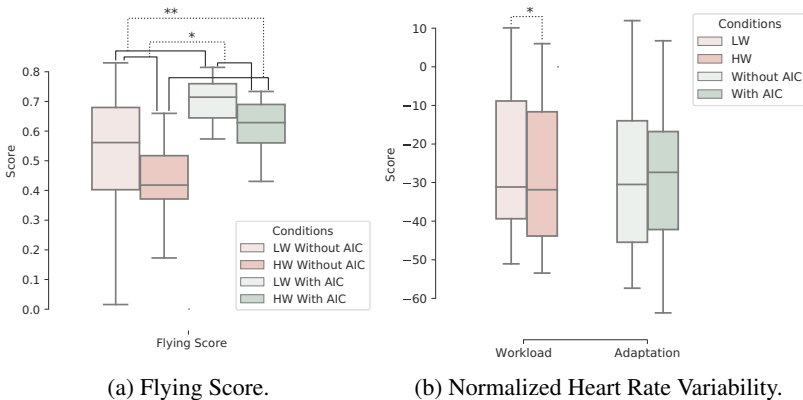 **
*
0.8
0.7
0.6
0.5
0.4
0.3
0.2
0.1
0.0
Score
Conditions
LW Without AIC
HW Without AIC
LW With AIC
HW With AIC
Flying Score
(a) Flying Score.
*
10
0
−10
−20
−30
−40
−50
−60
Score
Conditions
LW
HW
Without AIC
With AIC
Workload
Adaptation
(b) Normalized Heart Rate Variability.